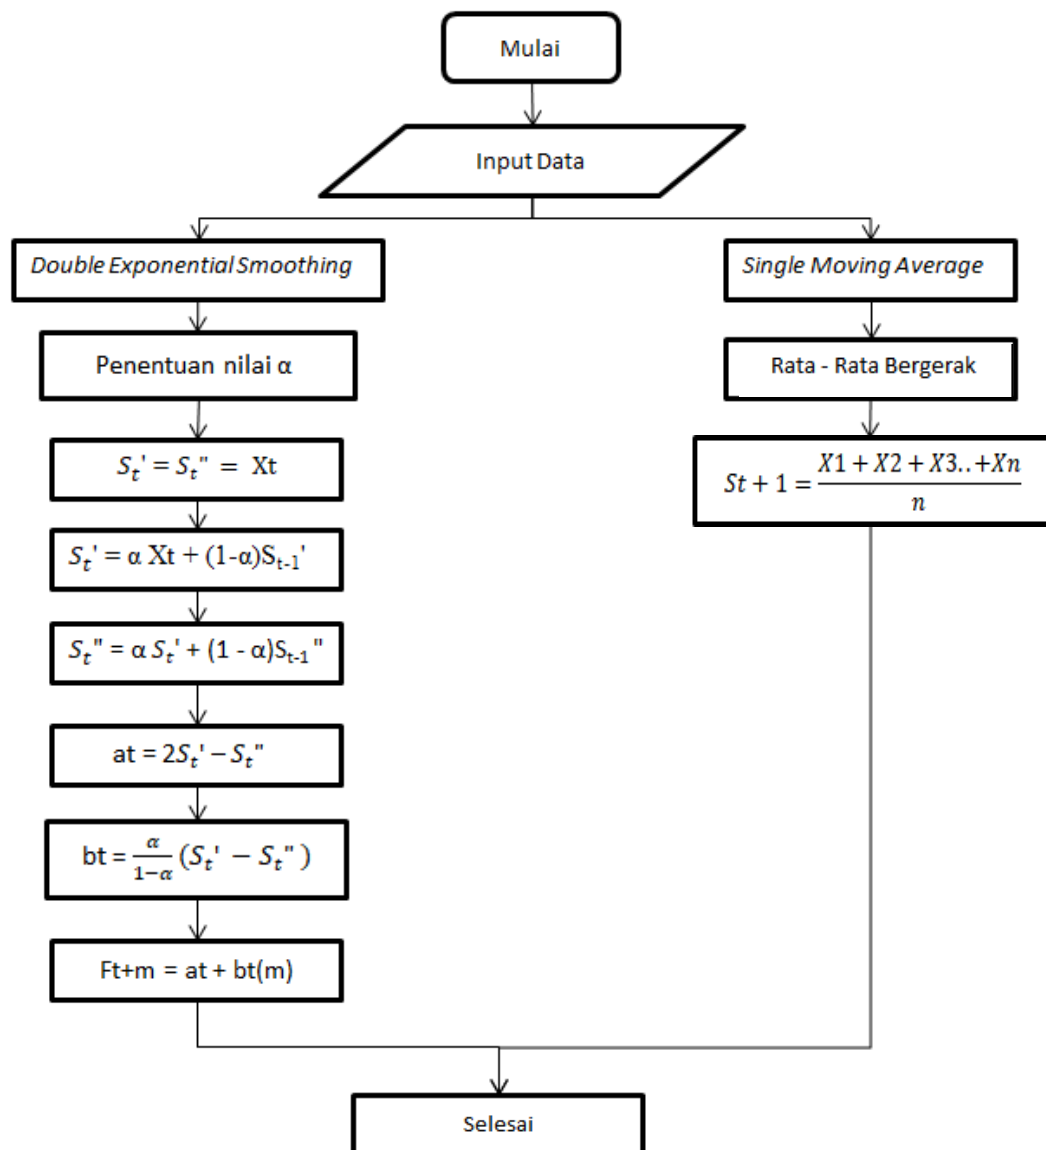 Mulai
Input Data
Double Exponential Smoothing
Penentuan nilai α
Sₜ' = Sₜ" = Xt
Sₜ' = α Xt + (1-α)Sₜ₋₁'
Sₜ" = α Sₜ' + (1 - α)Sₜ₋₁"
at = 2Sₜ' − Sₜ"
bt = α/(1−α) (Sₜ' − Sₜ")
Ft+m = at + bt(m)
Single Moving Average
Rata - Rata Bergerak
St + 1 = (X1 + X2 + X3.. +Xn)/n
Selesai